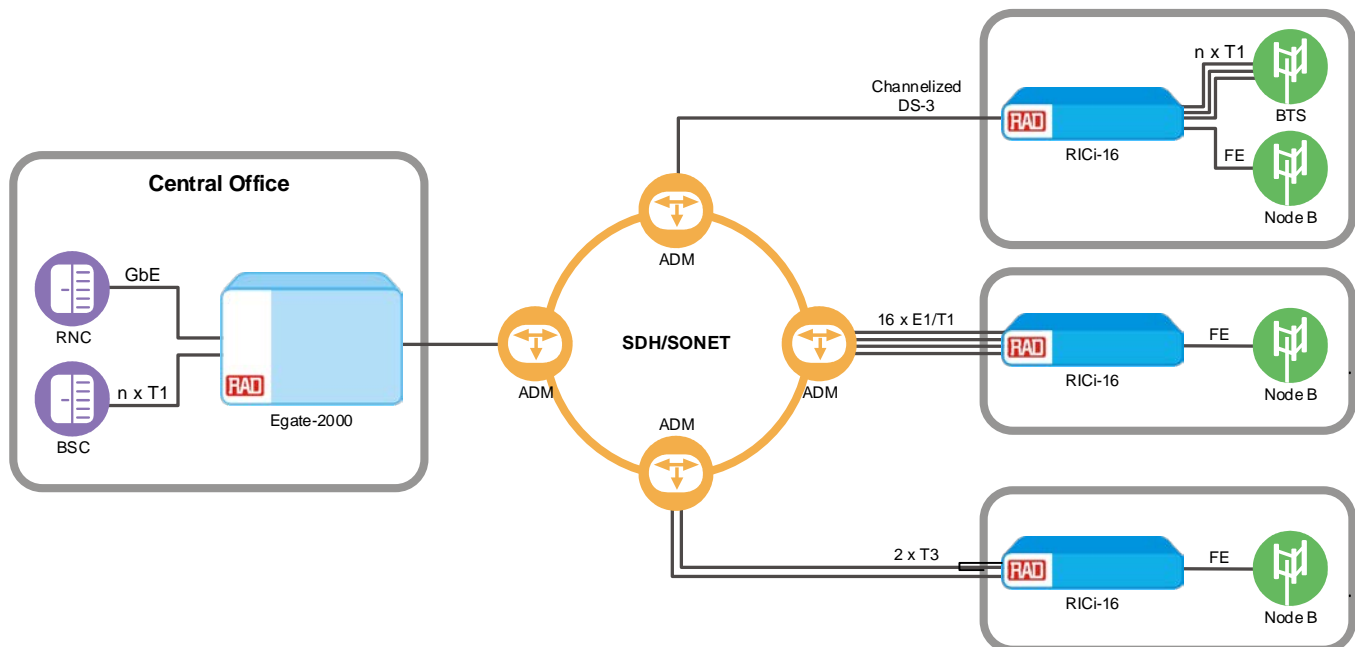 Central Office
RNC
GbE
BSC
n x T1
RAD
Egate-2000
ADM
ADM
SDH/SONET
ADM
ADM
Channelized
DS-3
RAD
RICi-16
n x T1
BTS
FE
Node B
16 x E1/T1
RAD
RICi-16
FE
Node B
2 x T3
RAD
RICi-16
FE
Node B